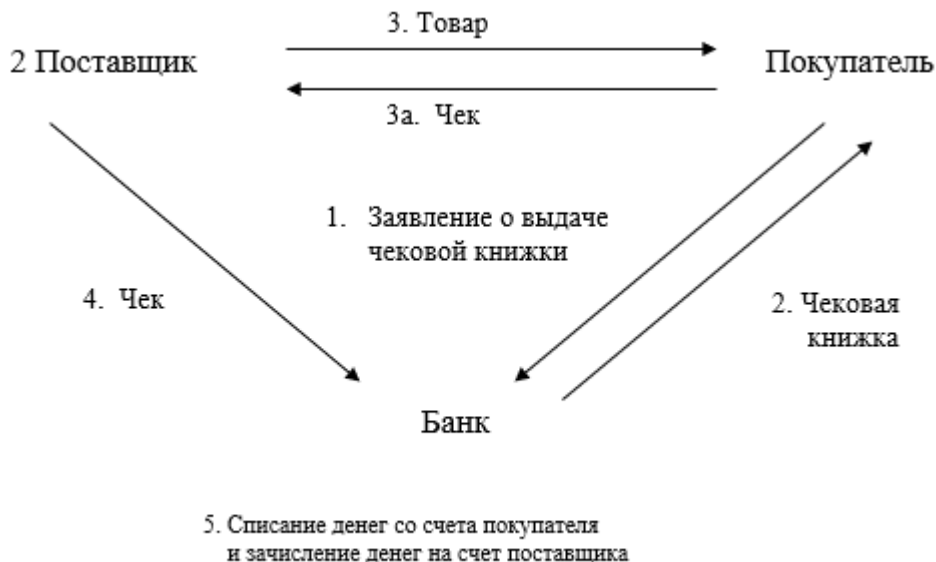 3. Товар
2 Поставщик
Покупатель
3а. Чек
1. Заявление о выдаче
чековой книжки
4. Чек
2. Чековая
книжка
Банк
5. Списание денег со счета покупателя
и зачисление денег на счет поставщика